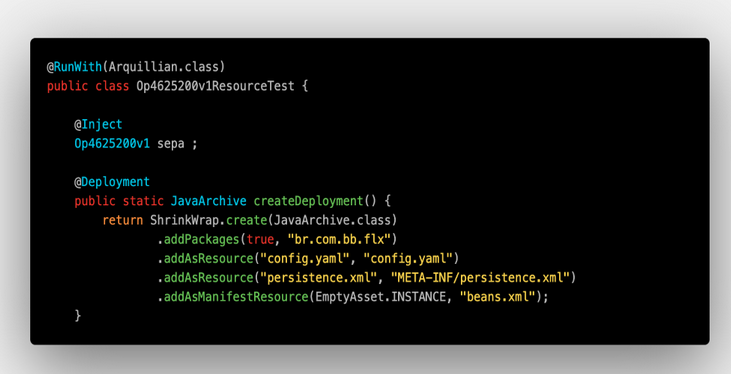 @RunWith(Arquillian.class)
public class Op4625200v1ResourceTest {
@Inject
Op4625200v1 sepa ;
@Deployment
public static JavaArchive createDeployment() {
return ShrinkWrap.create(JavaArchive.class)
.addPackages(true, "br.com.bb.flx")
.addAsResource("config.yaml", "config.yaml")
.addAsResource("persistence.xml", "META-INF/persistence.xml")
.addAsManifestResource(EmptyAsset.INSTANCE, "beans.xml");
}